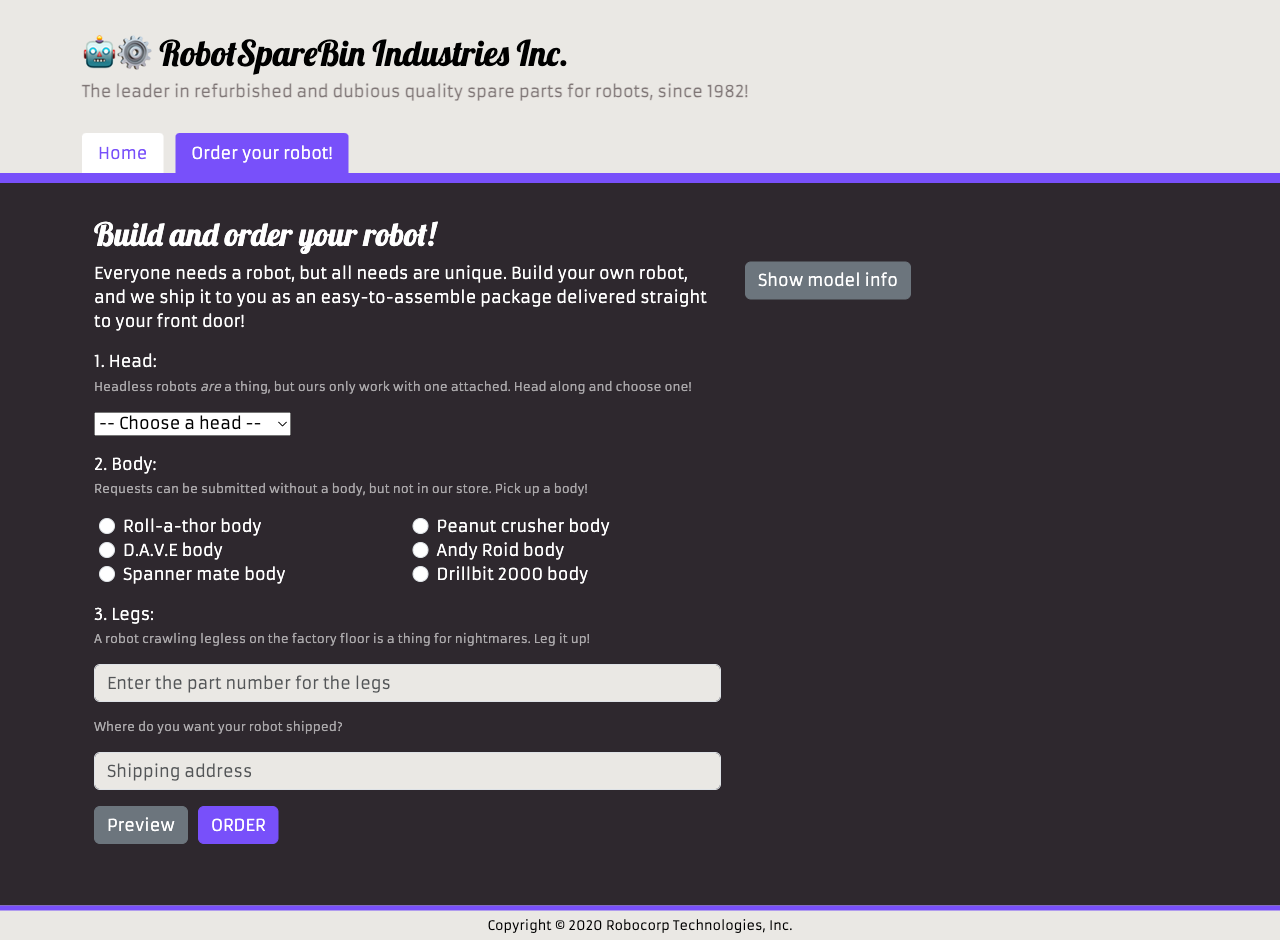 RobotSpareBin Industries Inc.
The leader in refurbished and dubious quality spare parts for robots, since 1982!
Home
Order your robot!
Build and order your robot!
Everyone needs a robot, but all needs are unique. Build your own robot,
and we ship it to you as an easy-to-assemble package delivered straight
to your front door!
Show model info
1. Head:
Headless robots are a thing, but ours only work with one attached. Head along and choose one!
-- Choose a head --
2. Body:
Requests can be submitted without a body, but not in our store. Pick up a body!
Roll-a-thor body
Peanut crusher body
D.A.V.E body
Andy Roid body
Spanner mate body
Drillbit 2000 body
3. Legs:
A robot crawling legless on the factory floor is a thing for nightmares. Leg it up!
Enter the part number for the legs
Where do you want your robot shipped?
Shipping address
Preview
ORDER
Copyright © 2020 Robocorp Technologies, Inc.